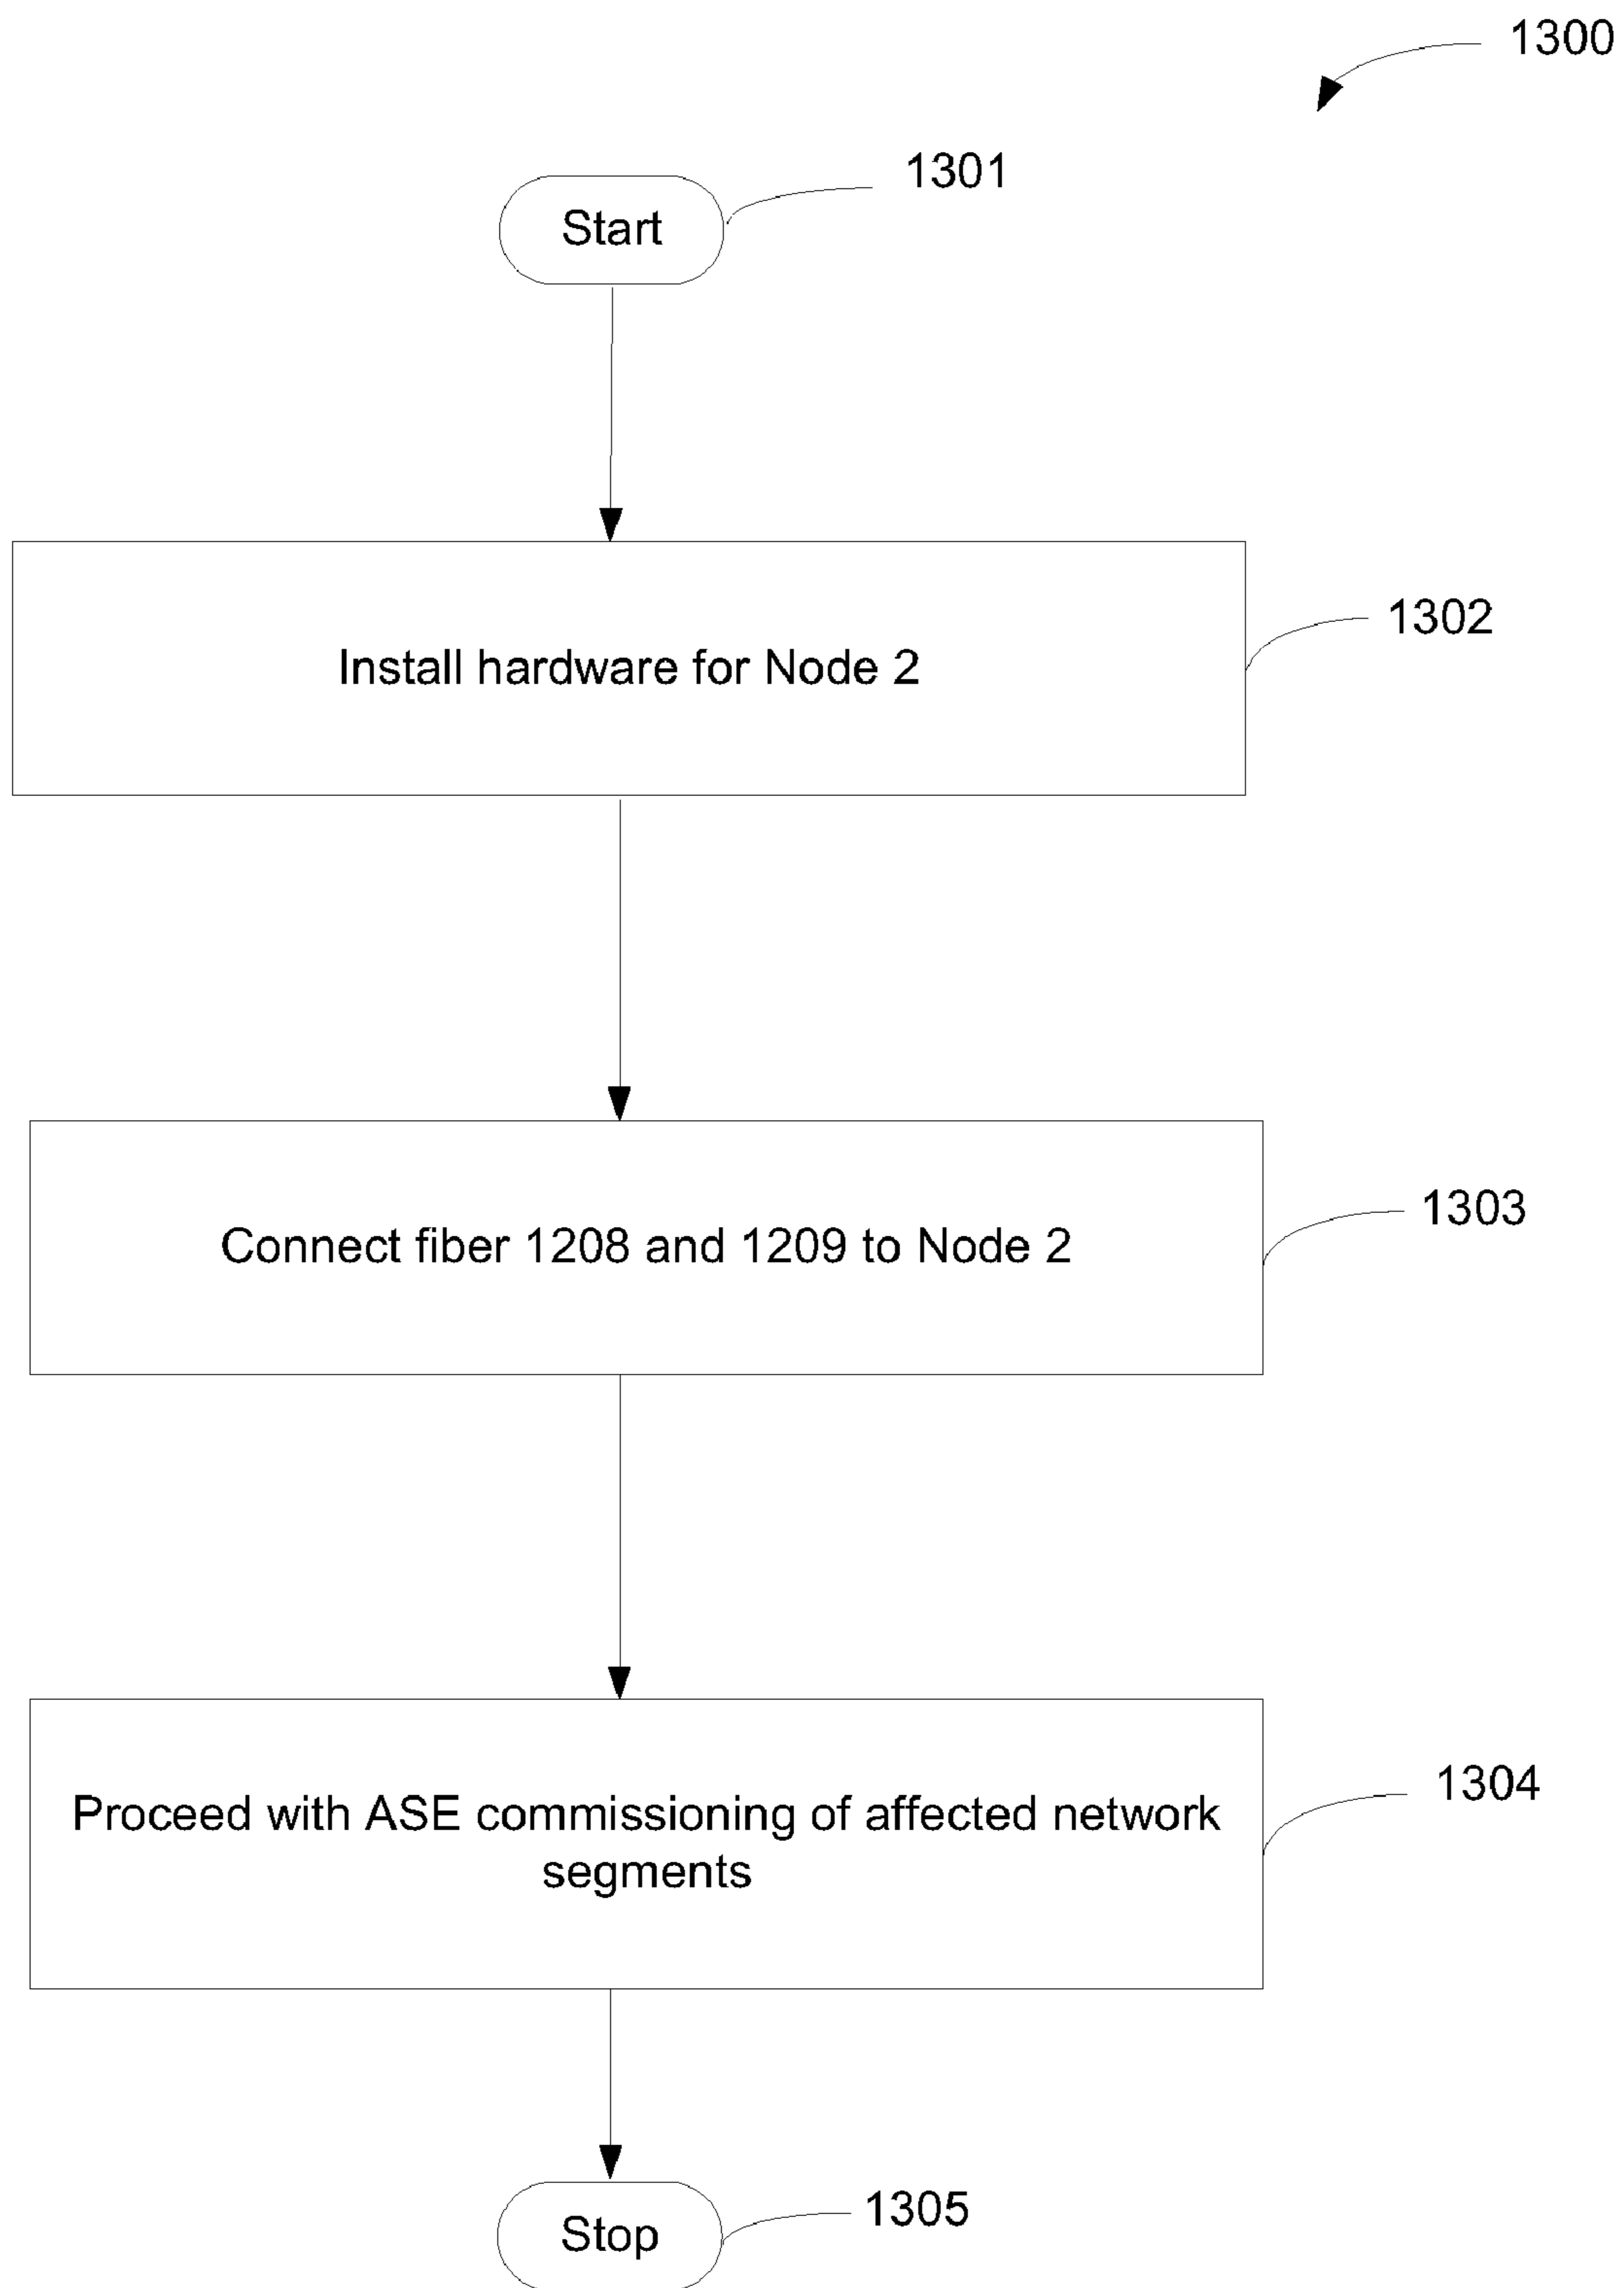 1300
1301
Start
1302
Install hardware for Node 2
1303
Connect fiber 1208 and 1209 to Node 2
1304
Proceed with ASE commissioning of affected network
segments
1305
Stop